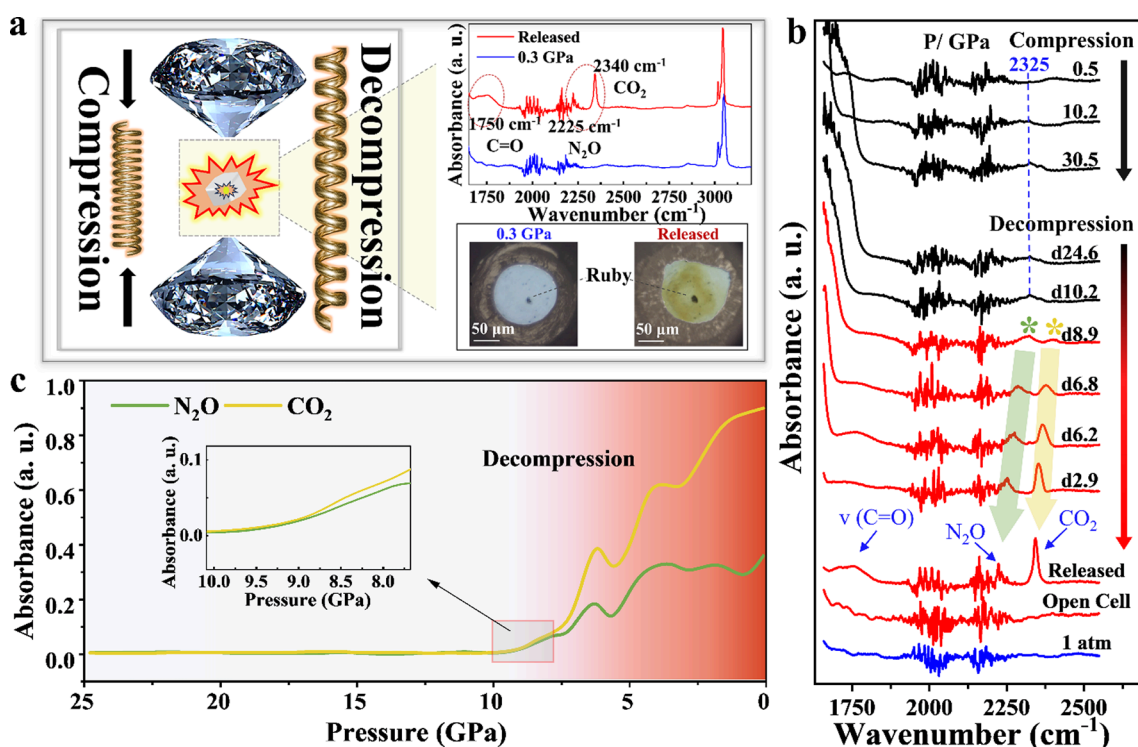 a
Compression
Decompression
Absorbance (a. u.)
Released
0.3 GPa
2340 cm⁻¹
CO₂
1750 cm⁻¹
C=O
2225 cm⁻¹
N₂O
1750 2000 2250 2500 2750 3000
Wavenumber (cm⁻¹)
0.3 GPa
Released
Ruby
50 μm
50 μm
b
Absorbance (a. u.)
P/ GPa
Compression
2325
0.5
10.2
30.5
Decompression
d24.6
d10.2
* *
d8.9
d6.8
d6.2
d2.9
v (C=O)
N₂O
CO₂
Released
Open Cell
1 atm
1750 2000 2250 2500
Wavenumber (cm⁻¹)
c
Absorbance (a. u.)
1.0
0.8
0.6
0.4
0.2
0.0
N₂O
CO₂
Decompression
Absorbance (a. u.)
0.1
0.0
10.0 9.5 9.0 8.5 8.0
Pressure (GPa)
25 20 15 10 5 0
Pressure (GPa)